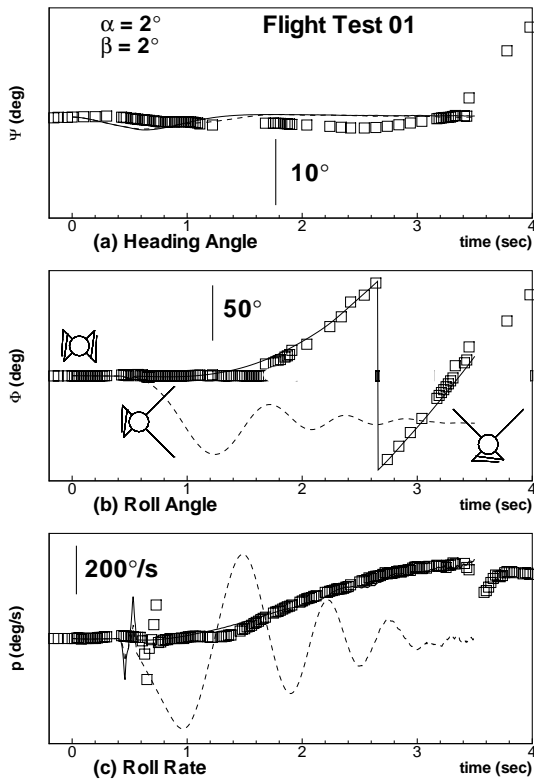 α = 2°
β = 2°
Flight Test 01
Ψ (deg)
10°
0 1 2 3 4
(a) Heading Angle
time (sec)
50°
Φ (deg)
0 1 2 3 4
(b) Roll Angle
time (sec)
200°/s
p (deg/s)
0 1 2 3 4
(c) Roll Rate
time (sec)